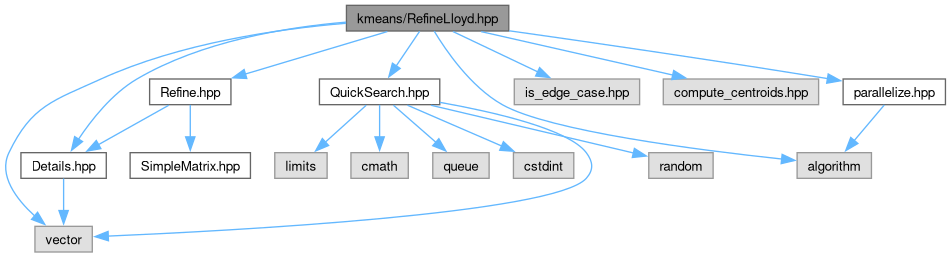 kmeans/RefineLloyd.hpp
Refine.hpp
QuickSearch.hpp
is_edge_case.hpp
compute_centroids.hpp
parallelize.hpp
Details.hpp
SimpleMatrix.hpp
limits
cmath
queue
cstdint
random
algorithm
vector